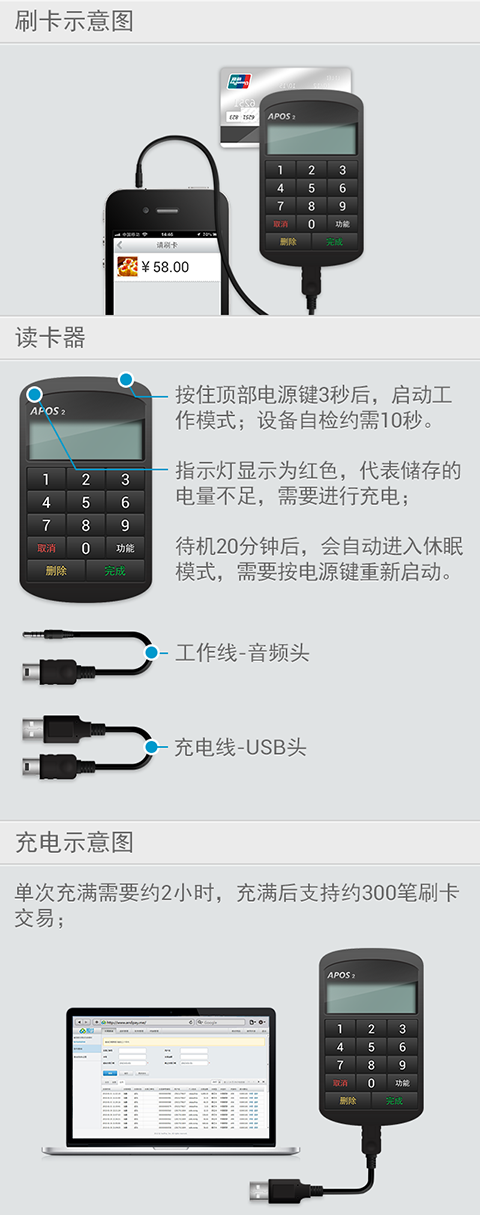 刷卡示意图
APOS 2
中国移动 14:46 70%
请刷卡
¥ 58.00
1 2 3
4 5 6
7 8 9
取消 0 功能
删除 完成
读卡器
APOS 2
1 2 3
4 5 6
7 8 9
取消 0 功能
删除 完成
按住顶部电源键3秒后，启动工
作模式；设备自检约需10秒。
指示灯显示为红色，代表储存的
电量不足，需要进行充电；
待机20分钟后，会自动进入休眠
模式，需要按电源键重新启动。
工作线-音频头
充电线-USB头
充电示意图
单次充满需要约2小时，充满后支持约300笔刷卡
交易；
APOS 2
1 2 3
4 5 6
7 8 9
取消 0 功能
删除 完成
Google